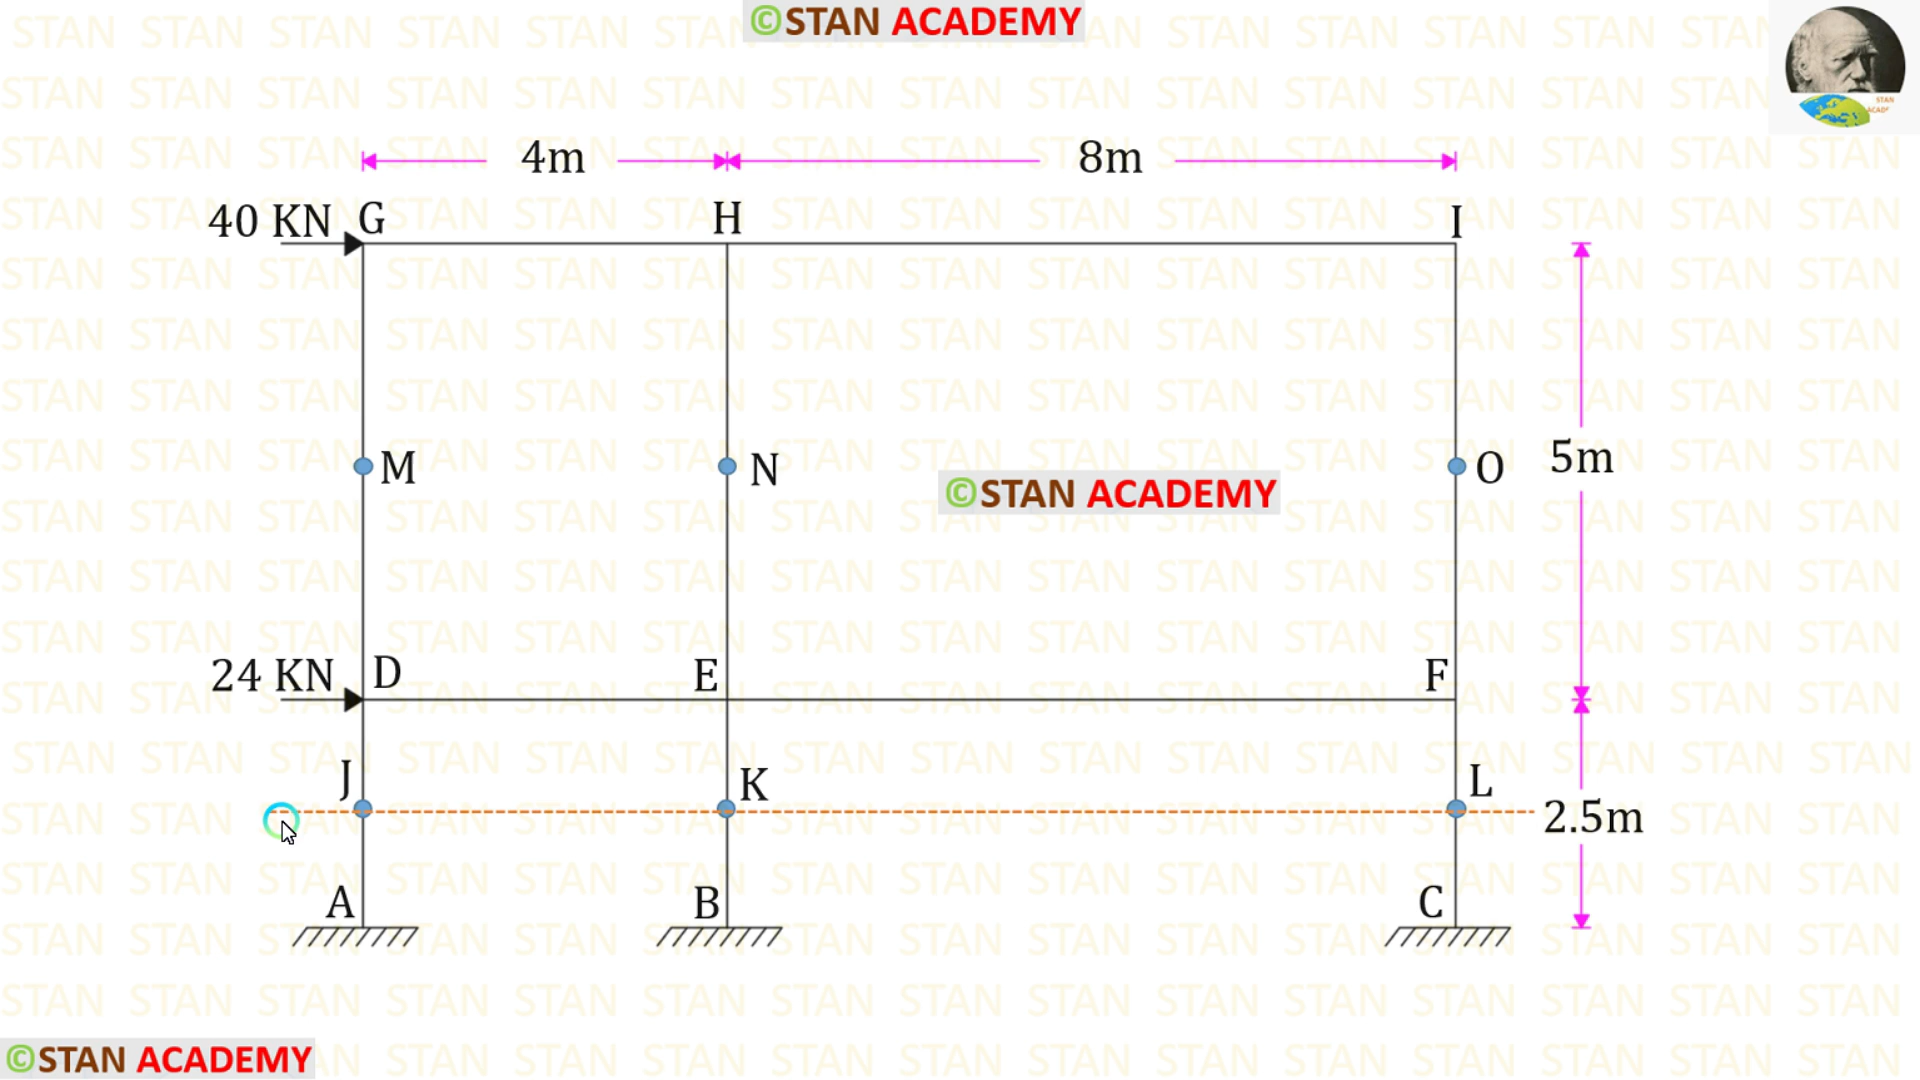 ©STAN ACADEMY
4m 8m
40 KN G H I
M N O 5m
©STAN ACADEMY
24 KN D E F
J K L
2.5m
A B C
©STAN ACADEMY